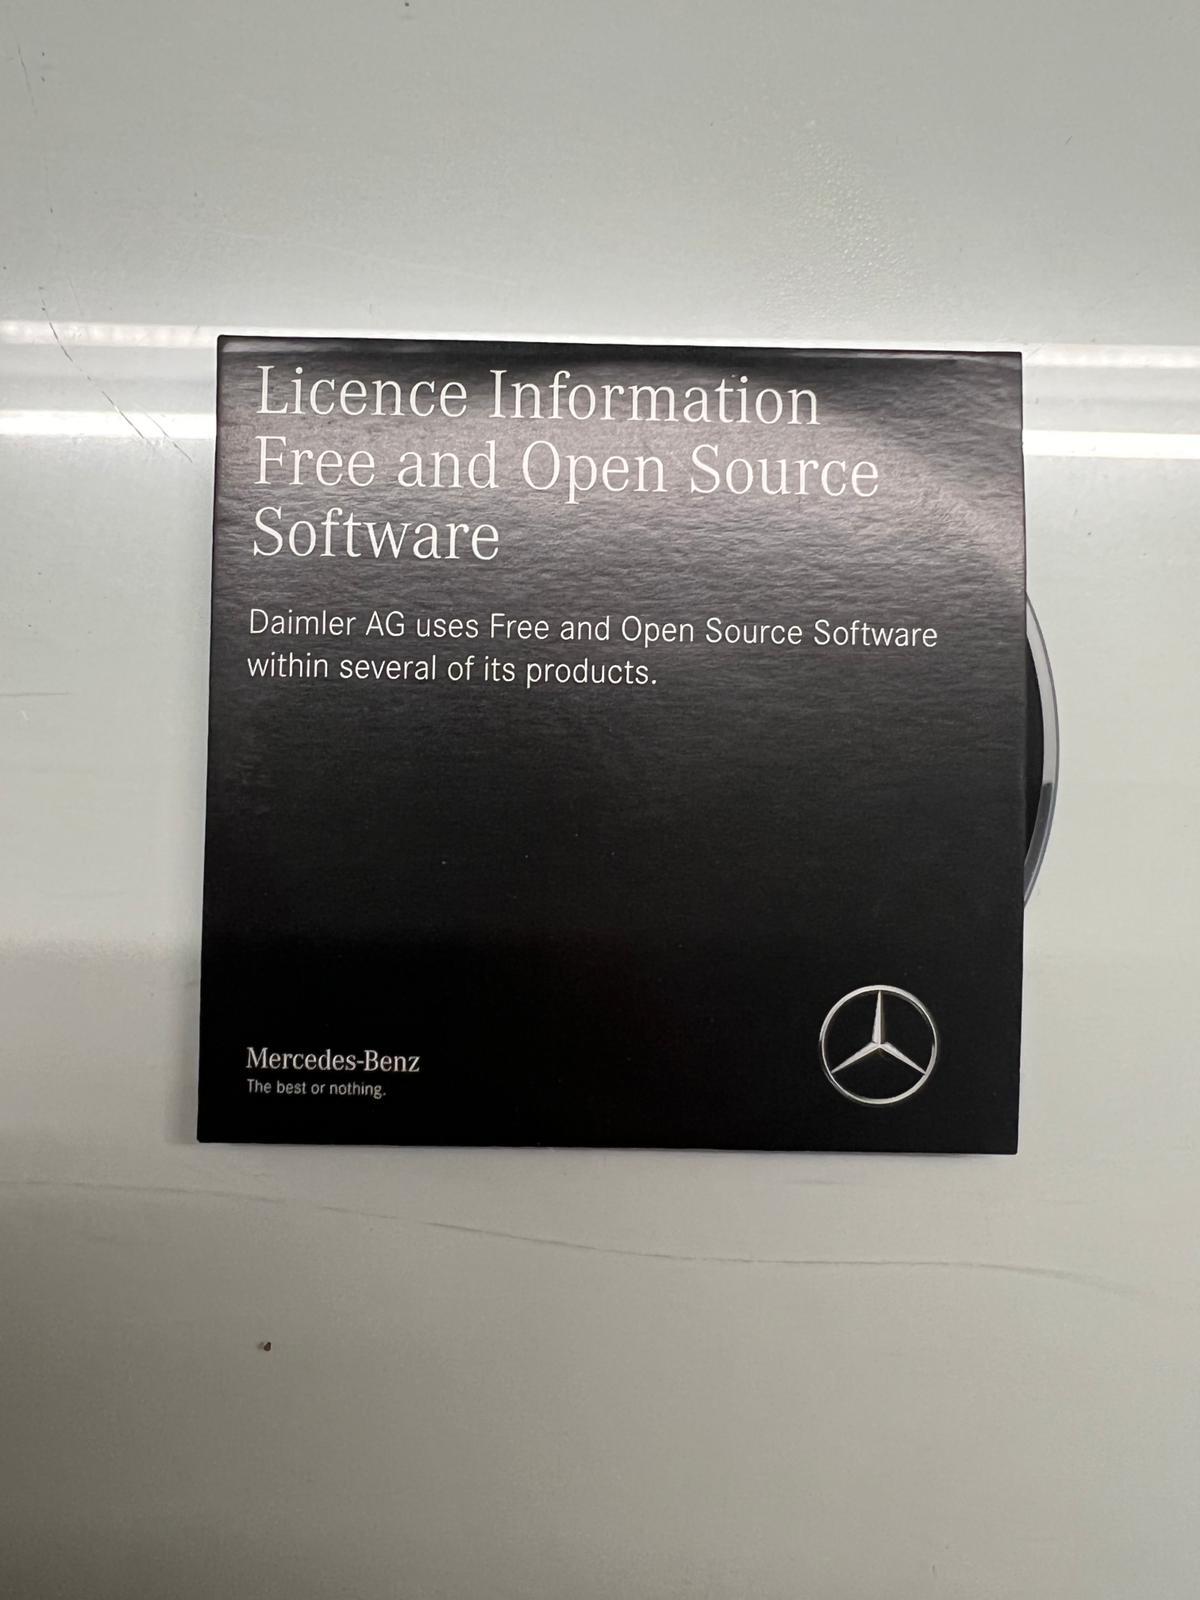 Licence Information
Free and Open Source
Software
Daimler AG uses Free and Open Source Software
within several of its products.
Mercedes-Benz
The best or nothing.